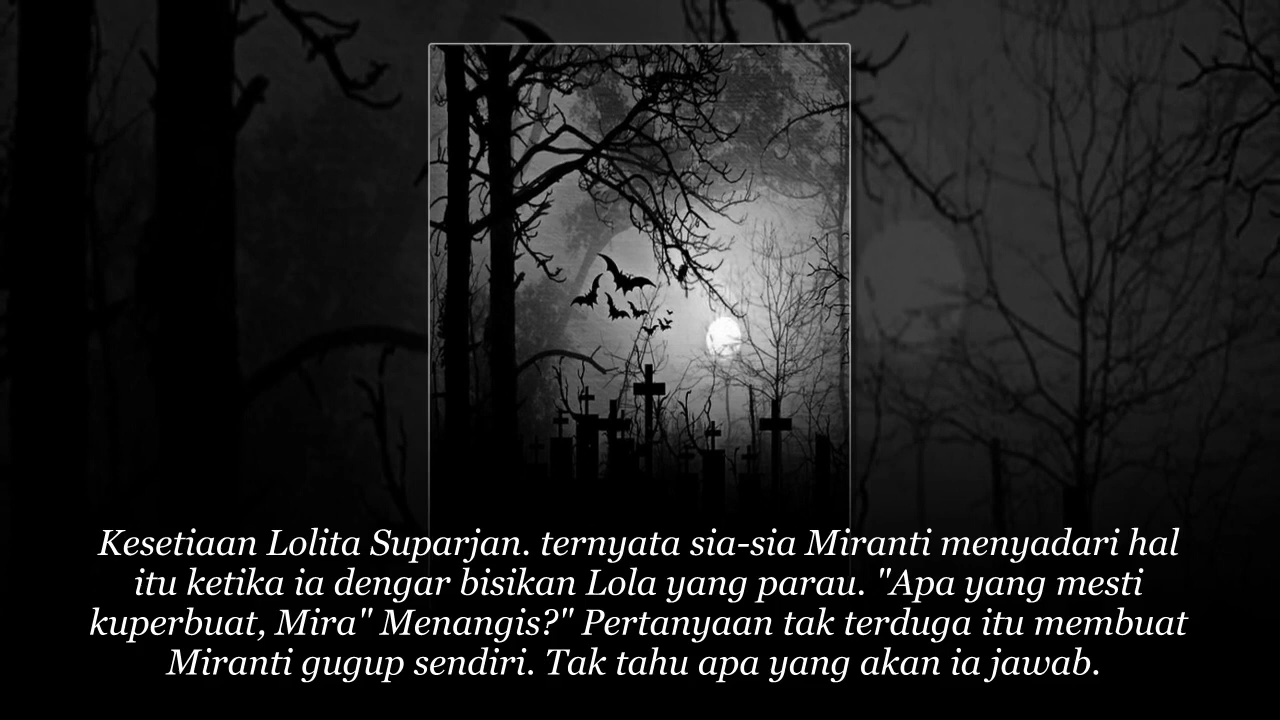 Kesetiaan Lolita Suparjan. ternyata sia-sia Miranti menyadari hal
itu ketika ia dengar bisikan Lola yang parau. "Apa yang mesti
kuperbuat, Mira" Menangis?" Pertanyaan tak terduga itu membuat
Miranti gugup sendiri. Tak tahu apa yang akan ia jawab.